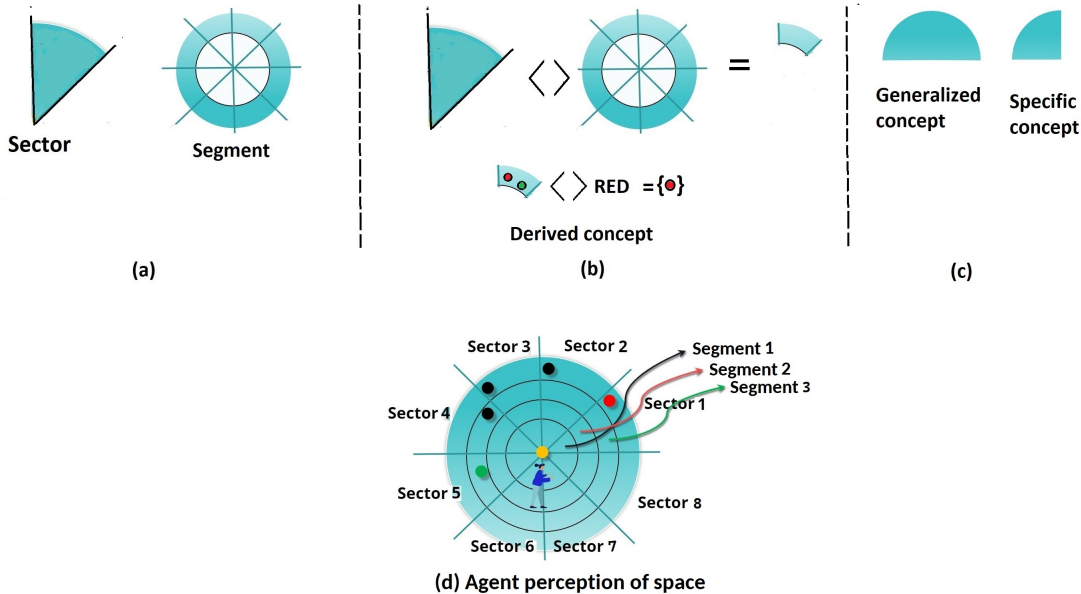 Sector
Segment
(a)
=
RED ={ }
Derived concept
(b)
Generalized
concept
Specific
concept
(c)
Sector 3
Sector 2
Segment 1
Segment 2
Segment 3
Sector 1
Sector 4
Sector 5
Sector 8
Sector 6
Sector 7
(d) Agent perception of space